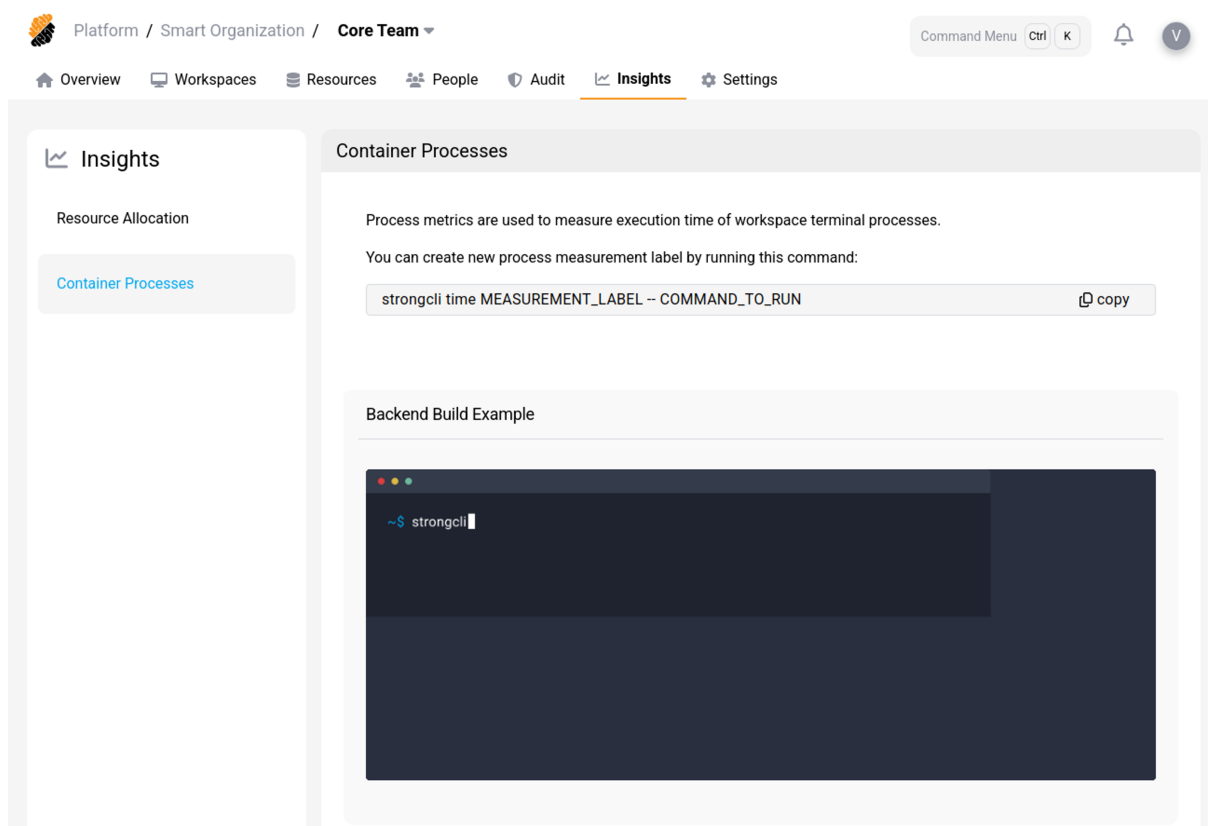 Platform / Smart Organization / Core Team
Command Menu Ctrl K
V
Overview Workspaces Resources People Audit Insights Settings
Insights
Resource Allocation
Container Processes
Container Processes
Process metrics are used to measure execution time of workspace terminal processes.
You can create new process measurement label by running this command:
strongcli time MEASUREMENT_LABEL -- COMMAND_TO_RUN
copy
Backend Build Example
~$ strongcli